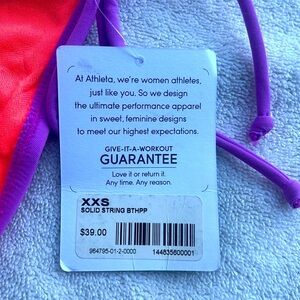 At Athleta, we're women athletes,
just like you. So we design
the ultimate performance apparel
in sweet, feminine designs
to meet our highest expectations.
GIVE-IT-A-WORKOUT
GUARANTEE
Love it or return it.
Any time. Any reason.
XXS
SOLID STRING BTHPP
$39.00
964795-01-2-0000 144835600001